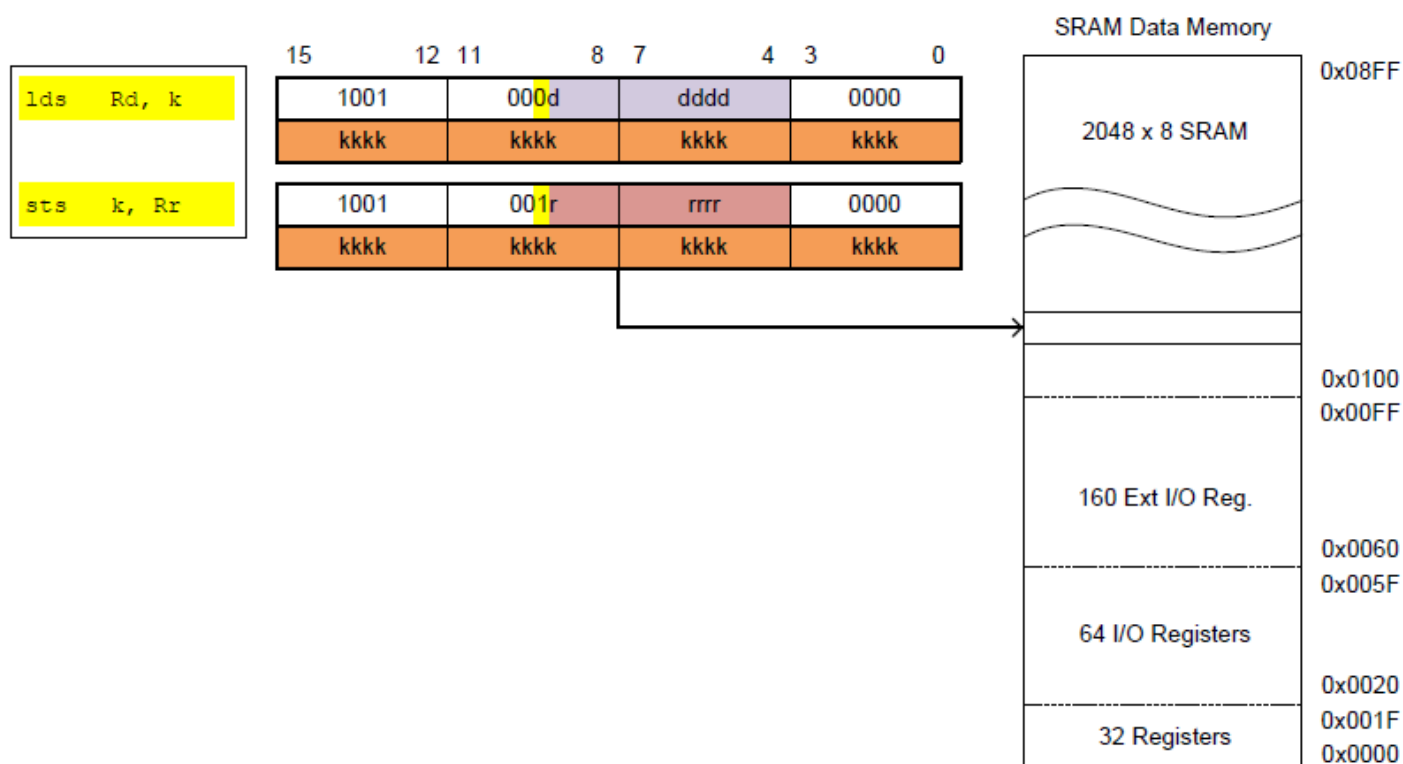 SRAM Data Memory
15 12 11 8 7 4 3 0
0x08FF
lds Rd, k
1001 000d dddd 0000
kkkk kkkk kkkk kkkk
2048 x 8 SRAM
sts k, Rr
1001 001r rrrr 0000
kkkk kkkk kkkk kkkk
0x0100
0x00FF
160 Ext I/O Reg.
0x0060
0x005F
64 I/O Registers
0x0020
0x001F
32 Registers
0x0000